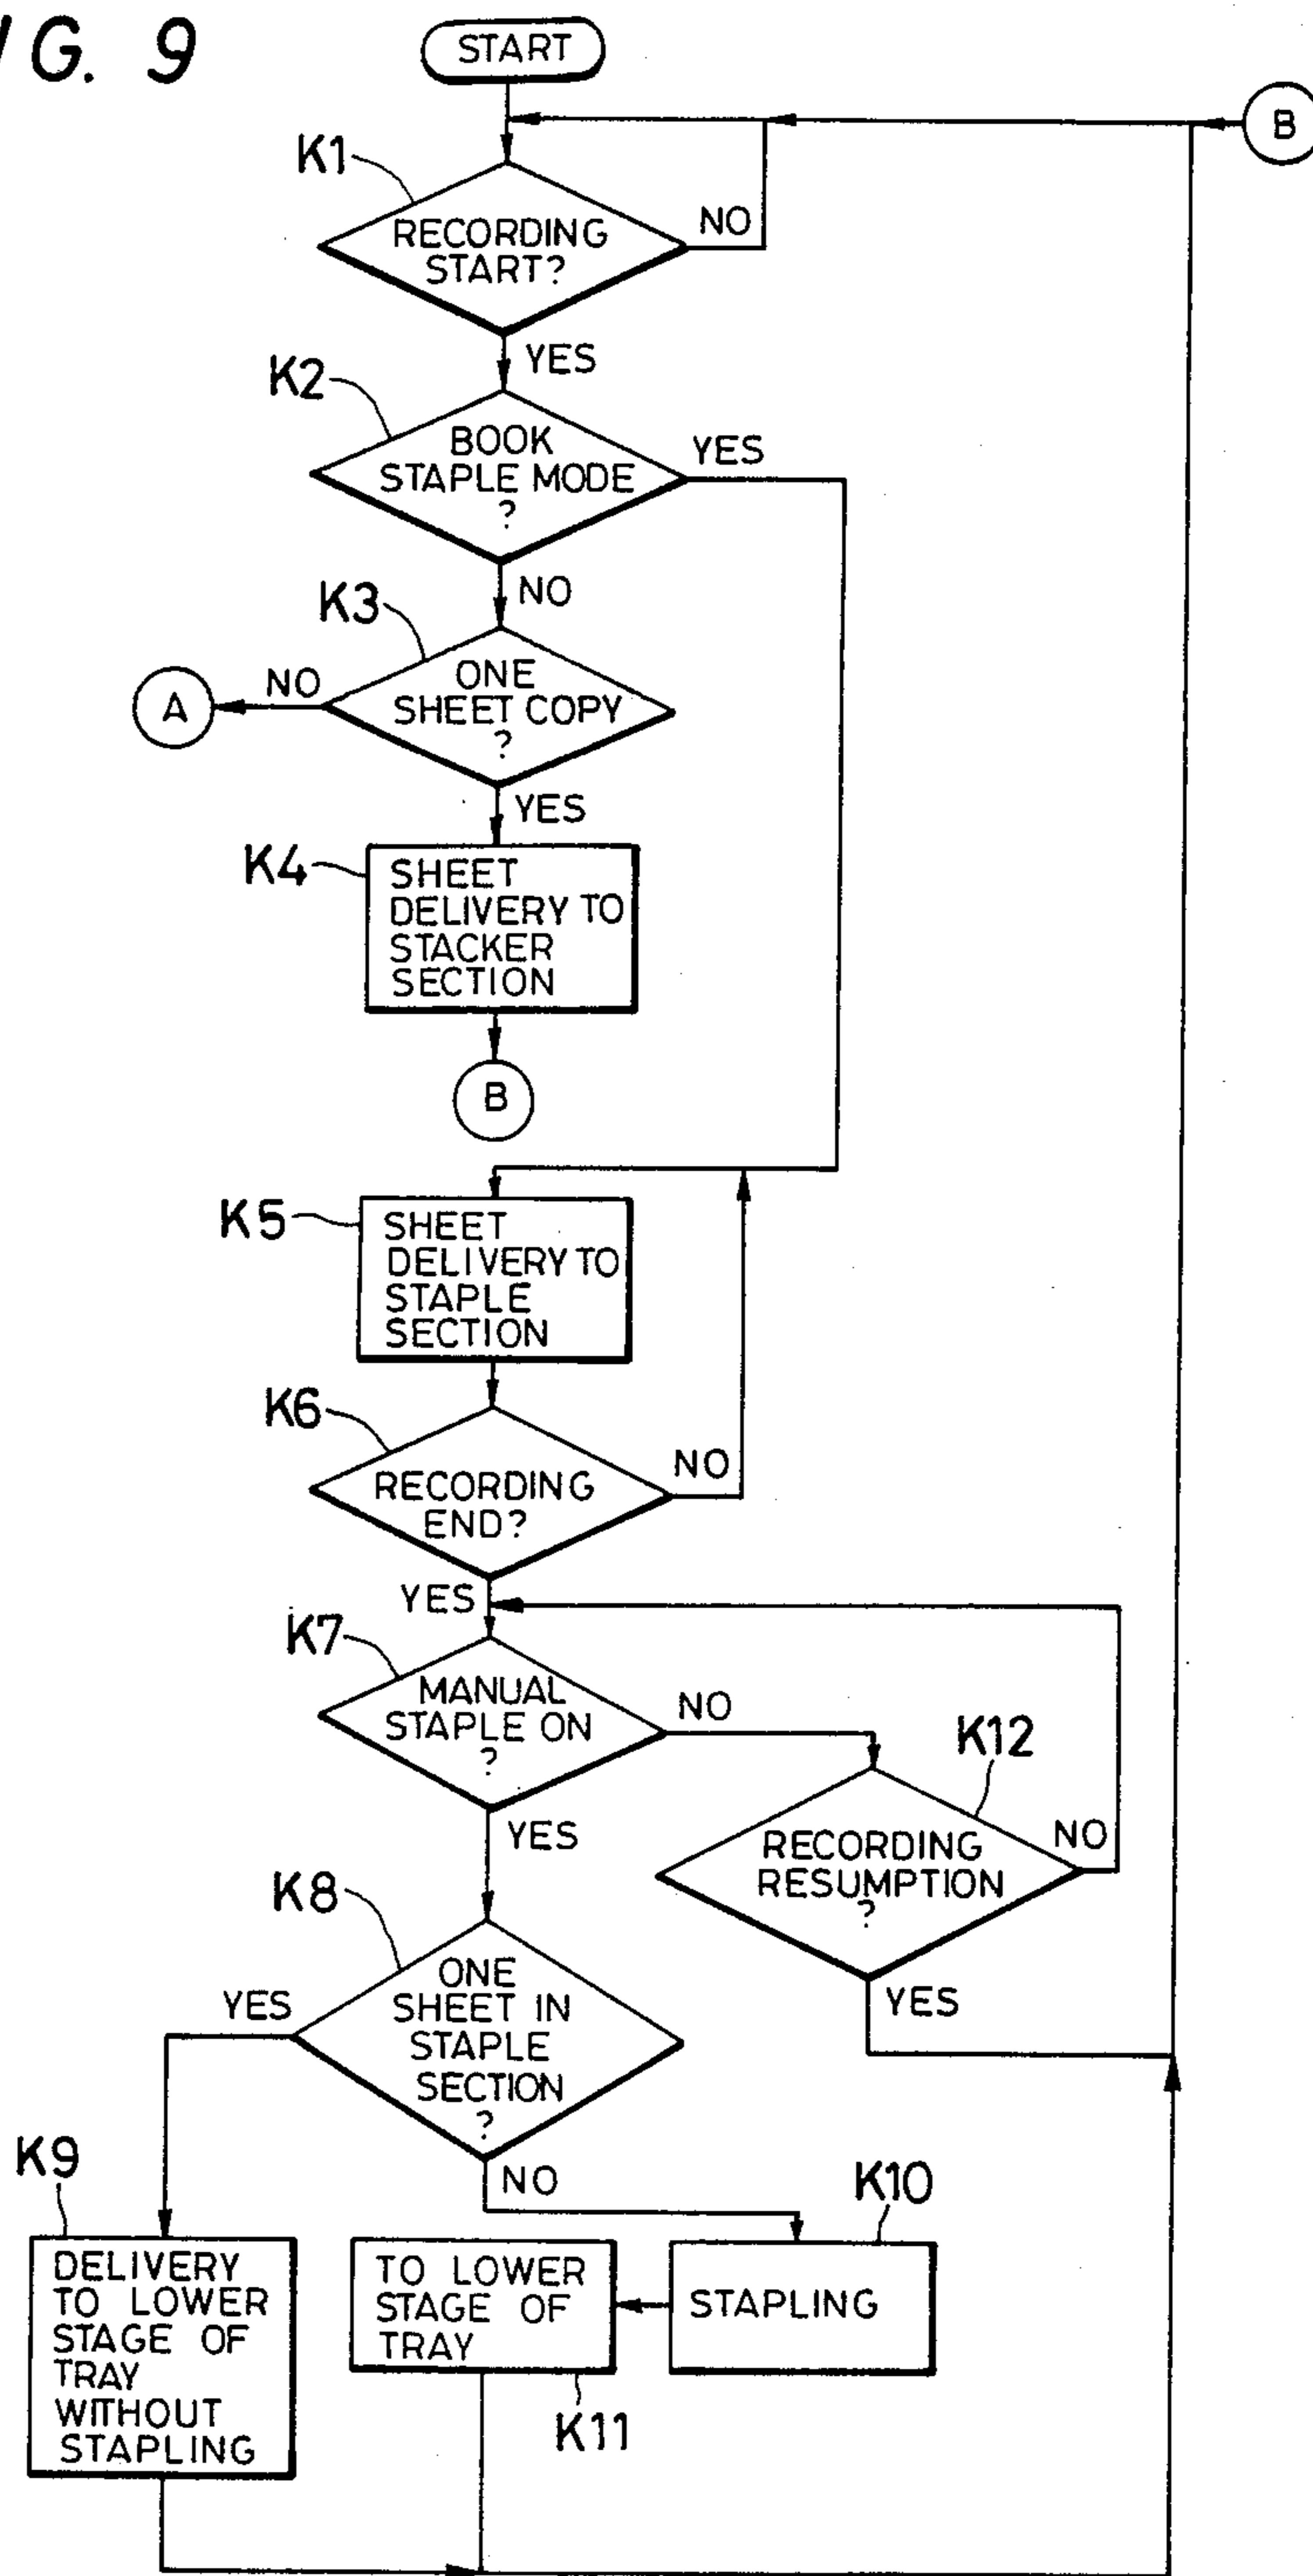 G. 9
START
B
K1
RECORDING
START?
NO
YES
K2
BOOK
STAPLE MODE
?
YES
NO
K3
ONE
SHEET COPY
?
NO
A
YES
K4
SHEET
DELIVERY TO
STACKER
SECTION
B
K5
SHEET
DELIVERY TO
STAPLE
SECTION
K6
RECORDING
END?
NO
YES
K7
MANUAL
STAPLE ON
?
NO
K12
RECORDING
RESUMPTION
?
NO
YES
YES
K8
ONE
SHEET IN
STAPLE
SECTION
?
YES
NO
K9
DELIVERY
TO LOWER
STAGE OF
TRAY
WITHOUT
STAPLING
K10
STAPLING
TO LOWER
STAGE OF
TRAY
K11